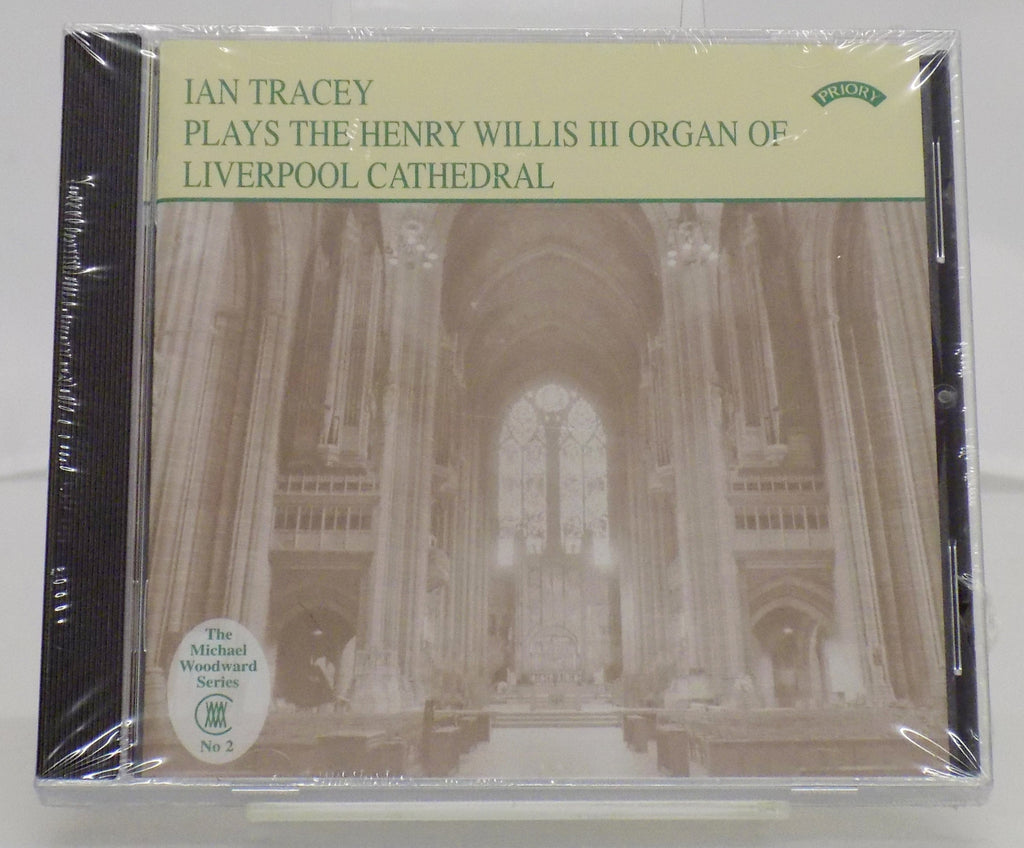 IAN TRACEY
PLAYS THE HENRY WILLIS III ORGAN OF
LIVERPOOL CATHEDRAL
PRIORY
The
Michael
Woodward
Series
No 2